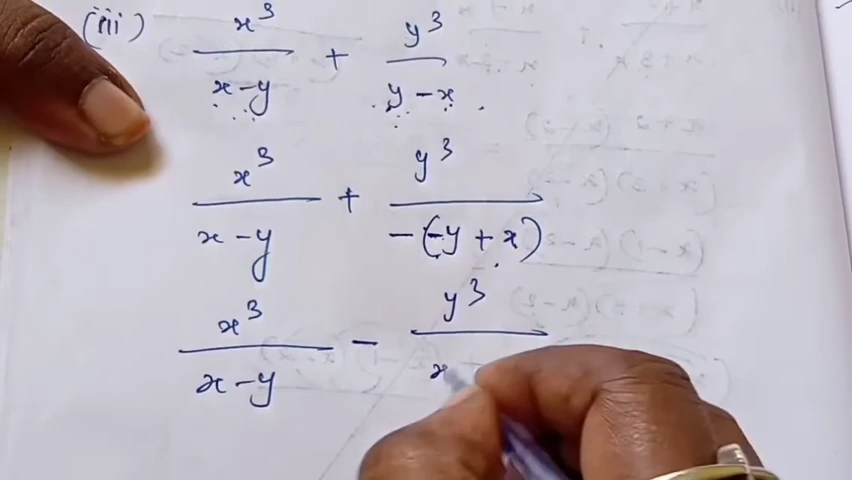 (iii) x³/(x-y) + y³/(y-x)
x³/(x-y) + y³/(-(-y+x))
x³/(x-y) - y³/x